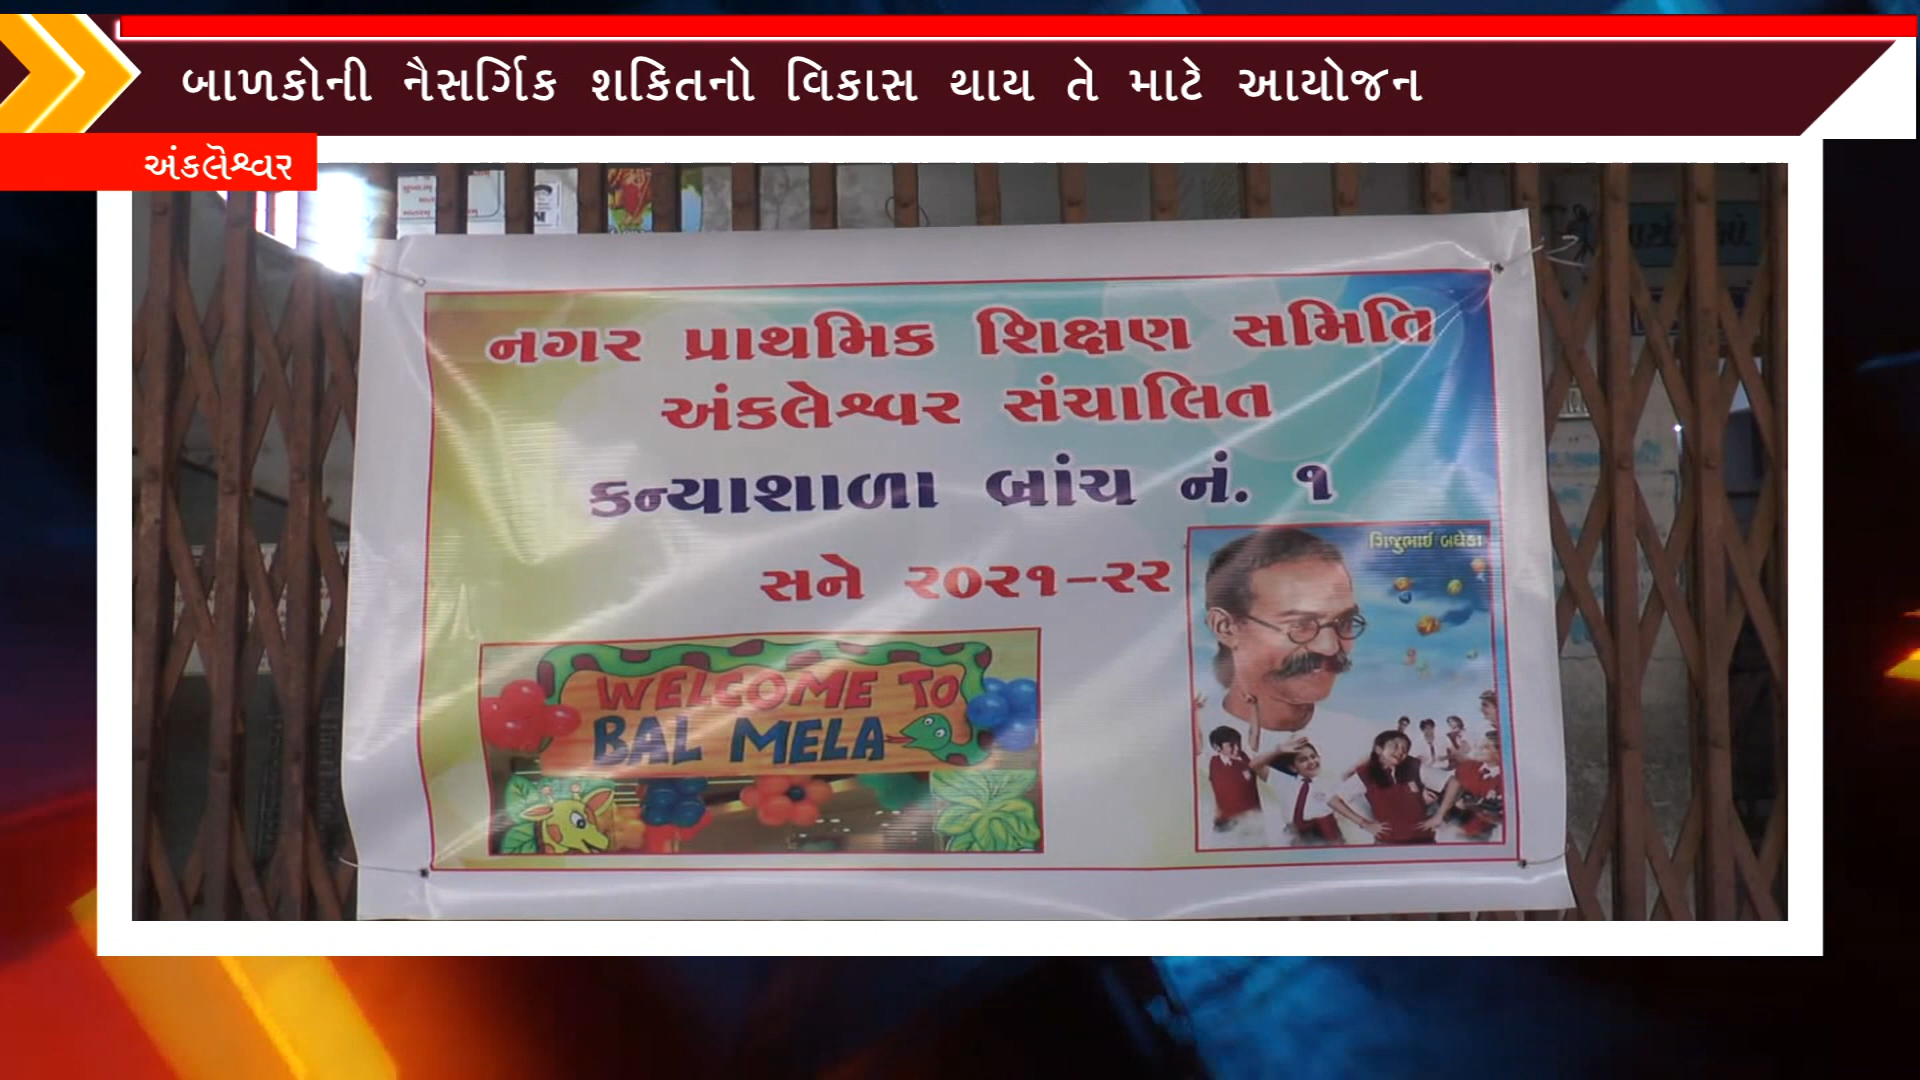 બાળકોની નૈસર્ગિક શકિતનો વિકાસ થાય તે માટે આયોજન
અંકલેશ્વર
નગર પ્રાથમિક શિક્ષણ સમિતિ
અંકલેશ્વર સંચાલિત
કન્યાશાળા બ્રાંચ નં. ૧
સને ૨૦૨૧-૨૨
ગિજુભાઈ બધેકા
WELCOME TO
BAL MELA